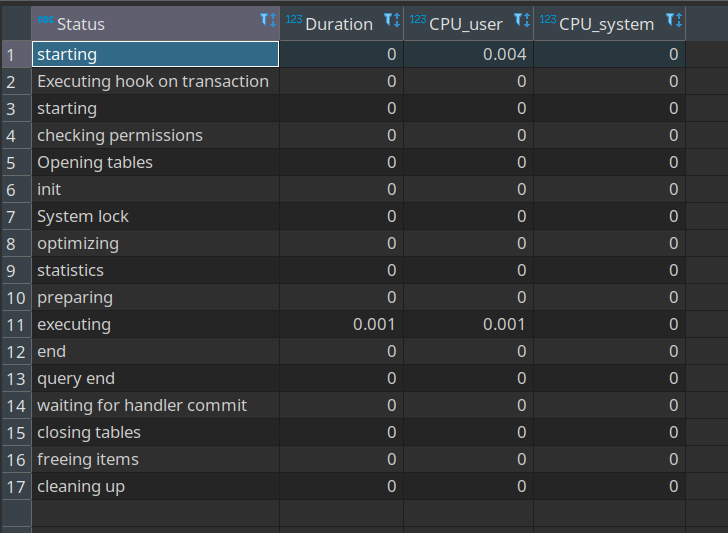 ABC Status 123 Duration 123 CPU_user 123 CPU_system
1 starting 0 0.004 0
2 Executing hook on transaction 0 0 0
3 starting 0 0 0
4 checking permissions 0 0 0
5 Opening tables 0 0 0
6 init 0 0 0
7 System lock 0 0 0
8 optimizing 0 0 0
9 statistics 0 0 0
10 preparing 0 0 0
11 executing 0.001 0.001 0
12 end 0 0 0
13 query end 0 0 0
14 waiting for handler commit 0 0 0
15 closing tables 0 0 0
16 freeing items 0 0 0
17 cleaning up 0 0 0